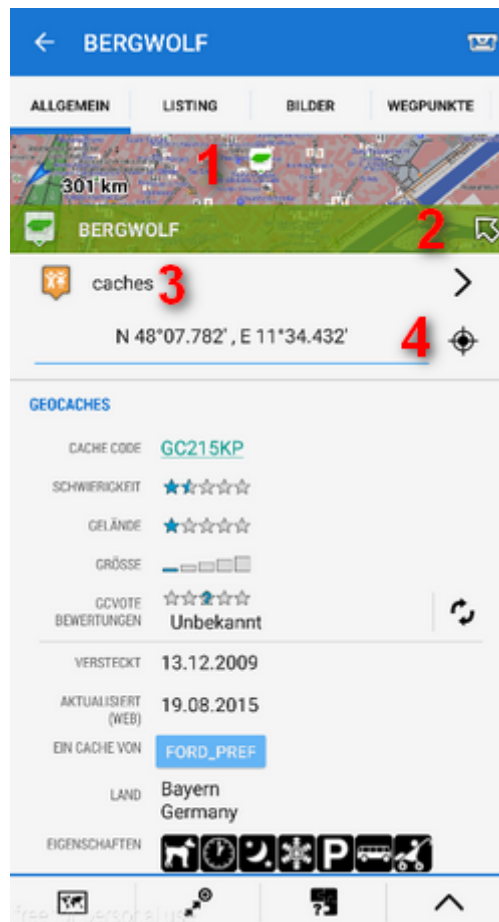 BERGWOLF
ALLGEMEIN LISTING BILDER WEGPUNKTE
1
301 km
BERGWOLF 2
caches 3
N 48°07.782' , E 11°34.432' 4
GEOCACHES
CACHE CODE GC215KP
SCHWIERIGKEIT
GELÄNDE
GRÖSSE
GCVOTE
BEWERTUNGEN Unbekannt
VERSTECKT 13.12.2009
AKTUALISIERT
(WEB) 19.08.2015
EIN CACHE VON FORD_PREF
LAND Bayern
Germany
EIGENSCHAFTEN P